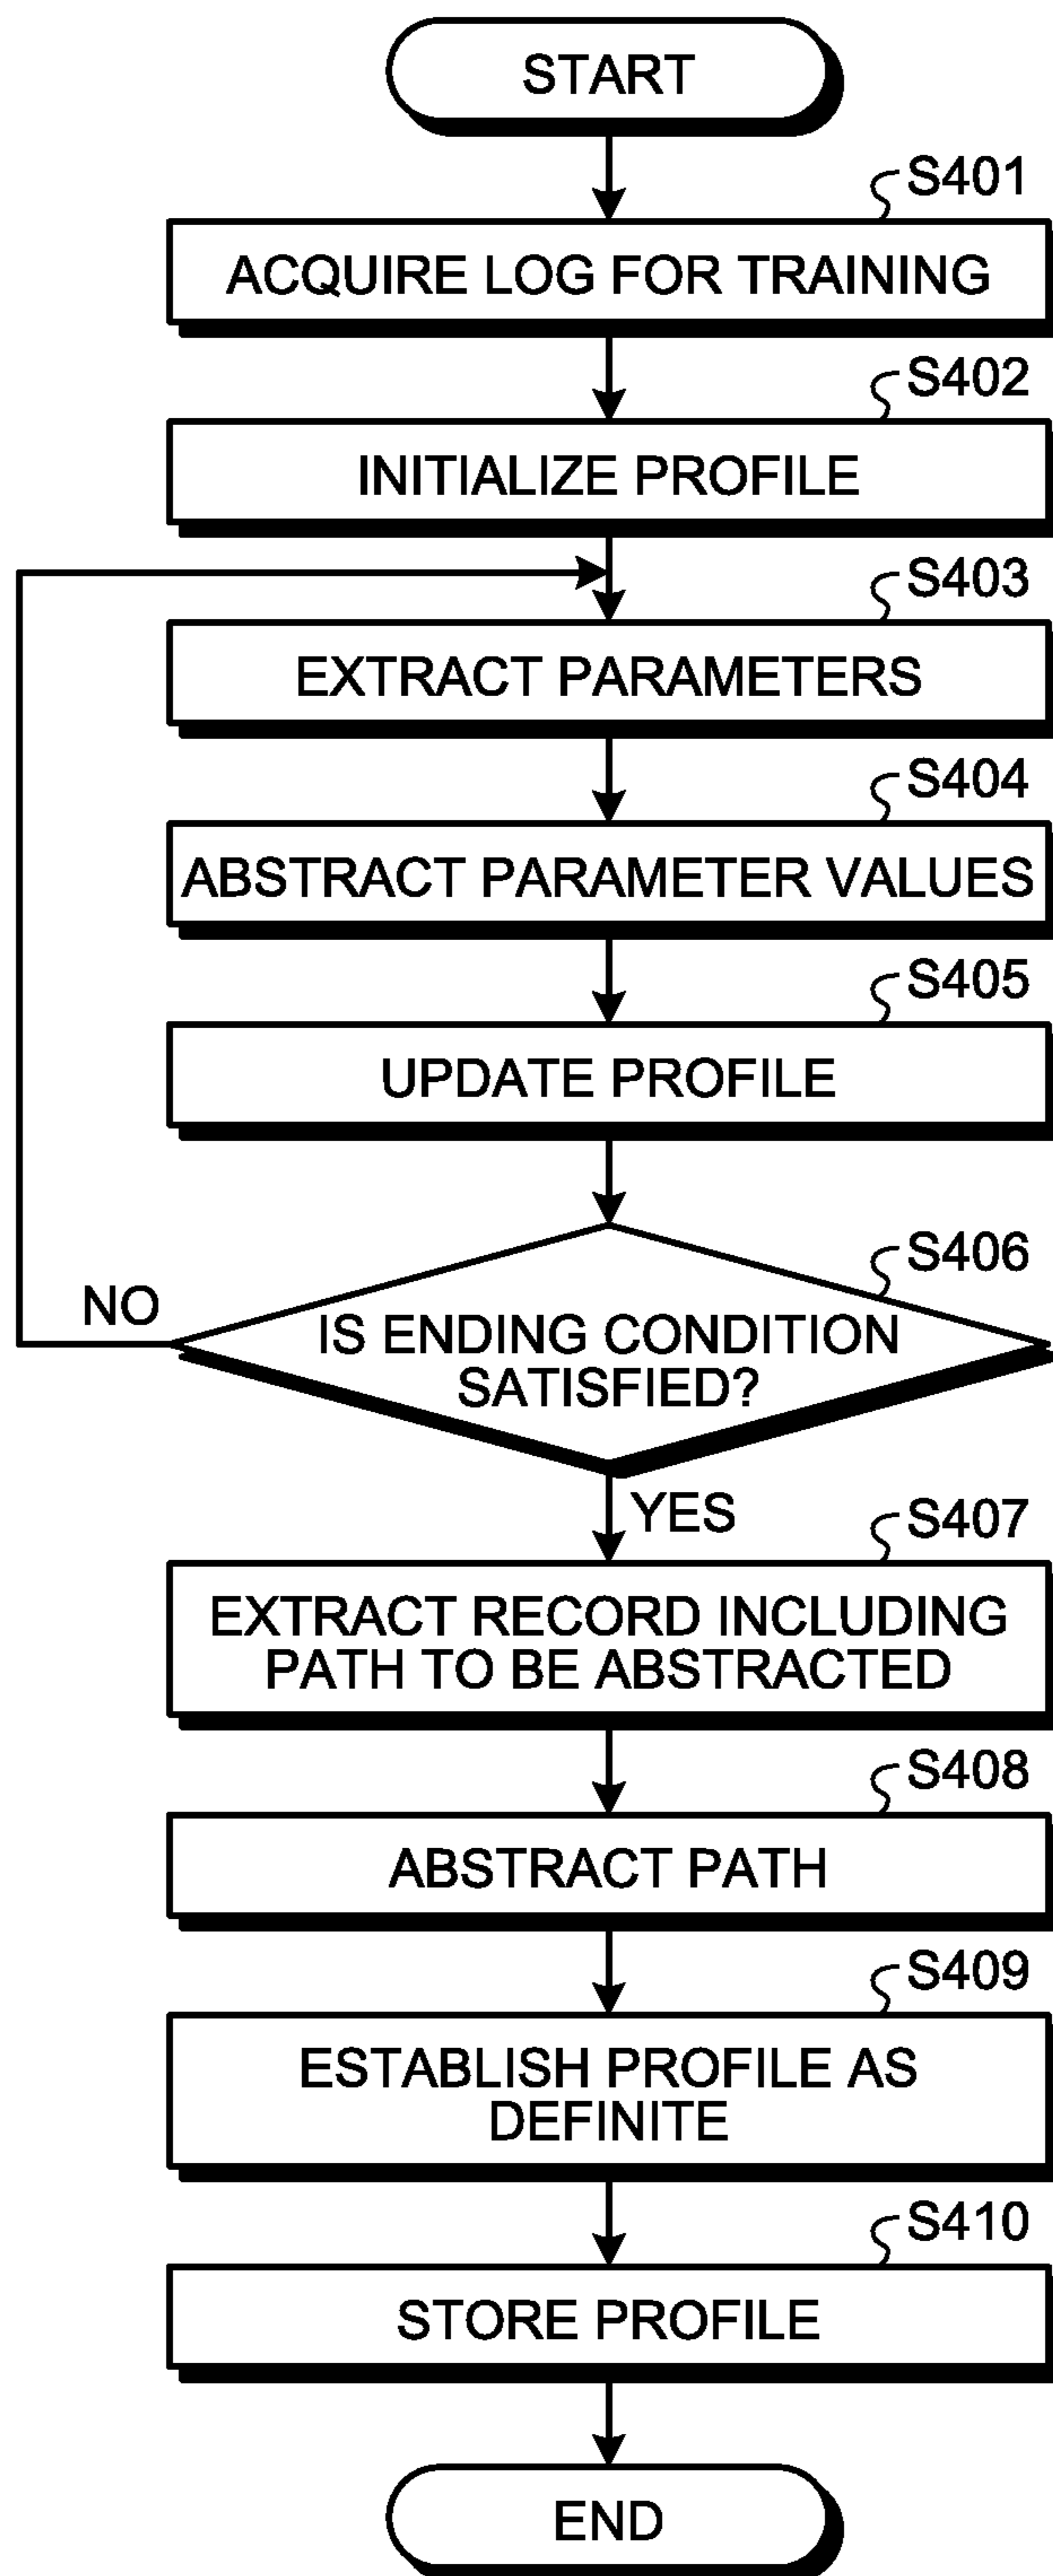 START
S401
ACQUIRE LOG FOR TRAINING
S402
INITIALIZE PROFILE
S403
EXTRACT PARAMETERS
S404
ABSTRACT PARAMETER VALUES
S405
UPDATE PROFILE
S406
NO
IS ENDING CONDITION
SATISFIED?
YES
S407
EXTRACT RECORD INCLUDING
PATH TO BE ABSTRACTED
S408
ABSTRACT PATH
S409
ESTABLISH PROFILE AS
DEFINITE
S410
STORE PROFILE
END